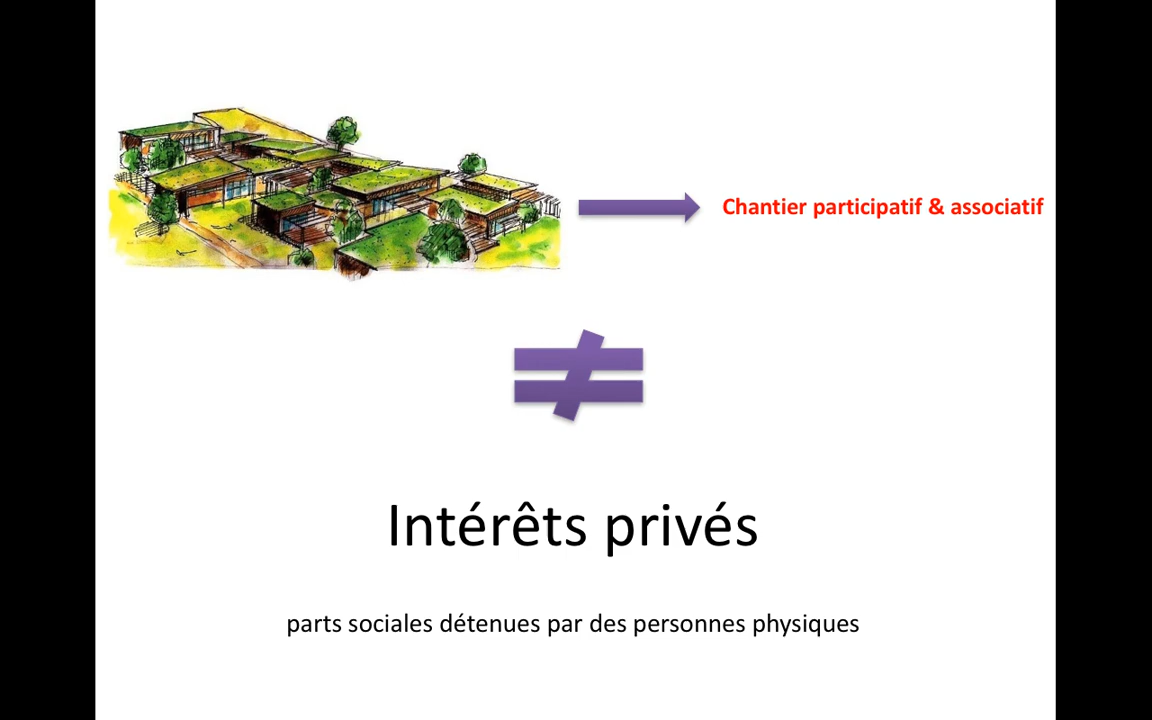 Chantier participatif & associatif
≠
Intérêts privés
parts sociales détenues par des personnes physiques